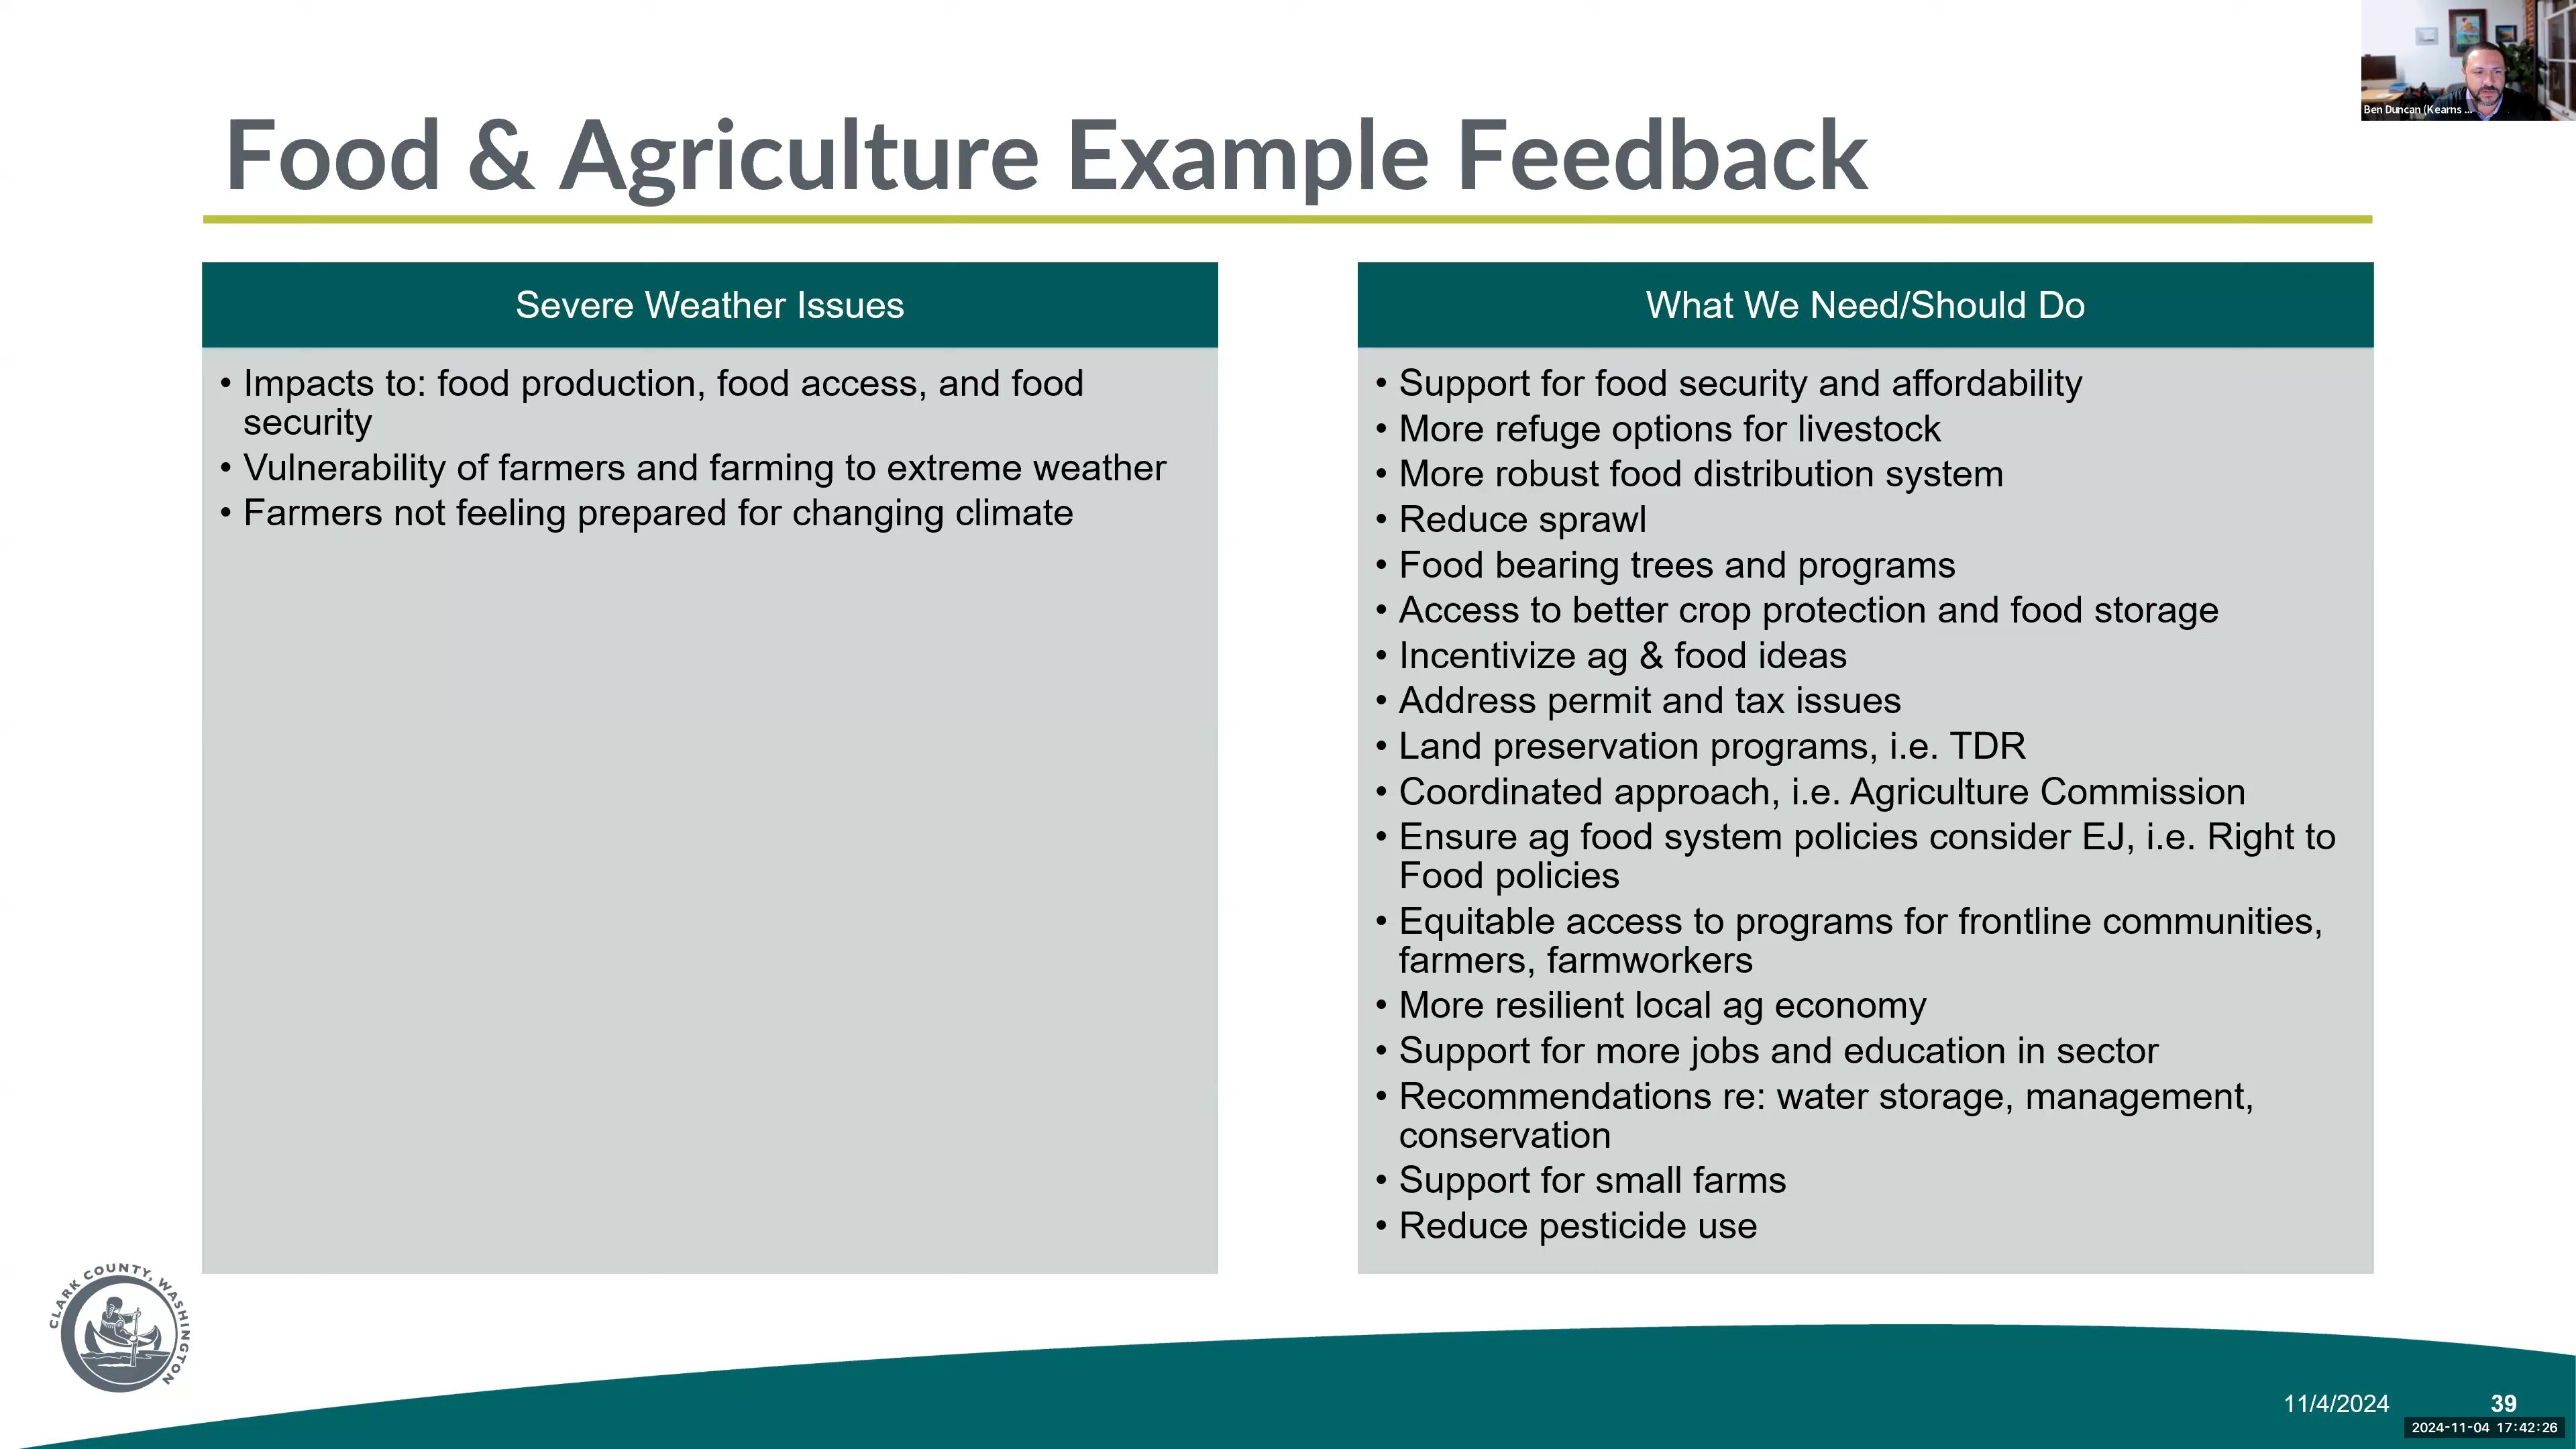 Ben Duncan (Kearns ...
Food & Agriculture Example Feedback
Severe Weather Issues
• Impacts to: food production, food access, and food
security
• Vulnerability of farmers and farming to extreme weather
• Farmers not feeling prepared for changing climate
What We Need/Should Do
• Support for food security and affordability
• More refuge options for livestock
• More robust food distribution system
• Reduce sprawl
• Food bearing trees and programs
• Access to better crop protection and food storage
• Incentivize ag & food ideas
• Address permit and tax issues
• Land preservation programs, i.e. TDR
• Coordinated approach, i.e. Agriculture Commission
• Ensure ag food system policies consider EJ, i.e. Right to
Food policies
• Equitable access to programs for frontline communities,
farmers, farmworkers
• More resilient local ag economy
• Support for more jobs and education in sector
• Recommendations re: water storage, management,
conservation
• Support for small farms
• Reduce pesticide use
CLARK COUNTY, WASHINGTON
11/4/2024
39
2024-11-04 17:42:26